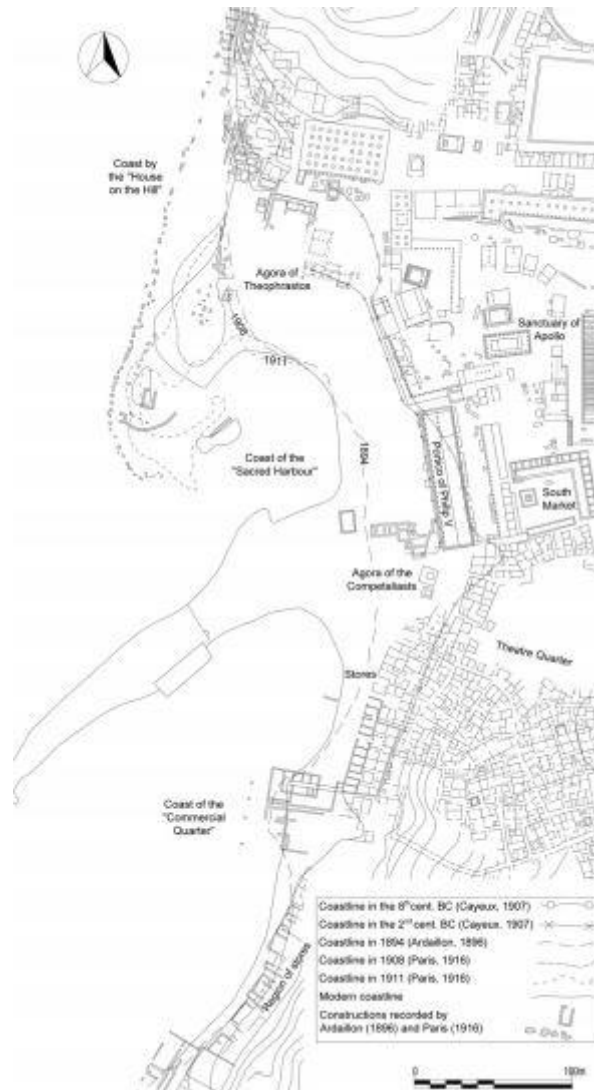 Coast by
the "House
on the Hill"
Agora of
Theophrastos
1908
1911
Sanctuary of
Apollo
Coast of the
"Sacred Harbour"
1894
Portico of Philip V
South
Market
Agora of the
Competaliasts
Theatre Quarter
Stores
Coast of the
"Commercial
Quarter"
Region of stores
Coastline in the 8th cent. BC (Cayeux, 1907)
Coastline in the 2nd cent. BC (Cayeux, 1907)
Coastline in 1894 (Ardaillon, 1896)
Coastline in 1908 (Paris, 1916)
Coastline in 1911 (Paris, 1916)
Modern coastline
Constructions recorded by
Ardaillon (1896) and Paris (1916)
0 100m